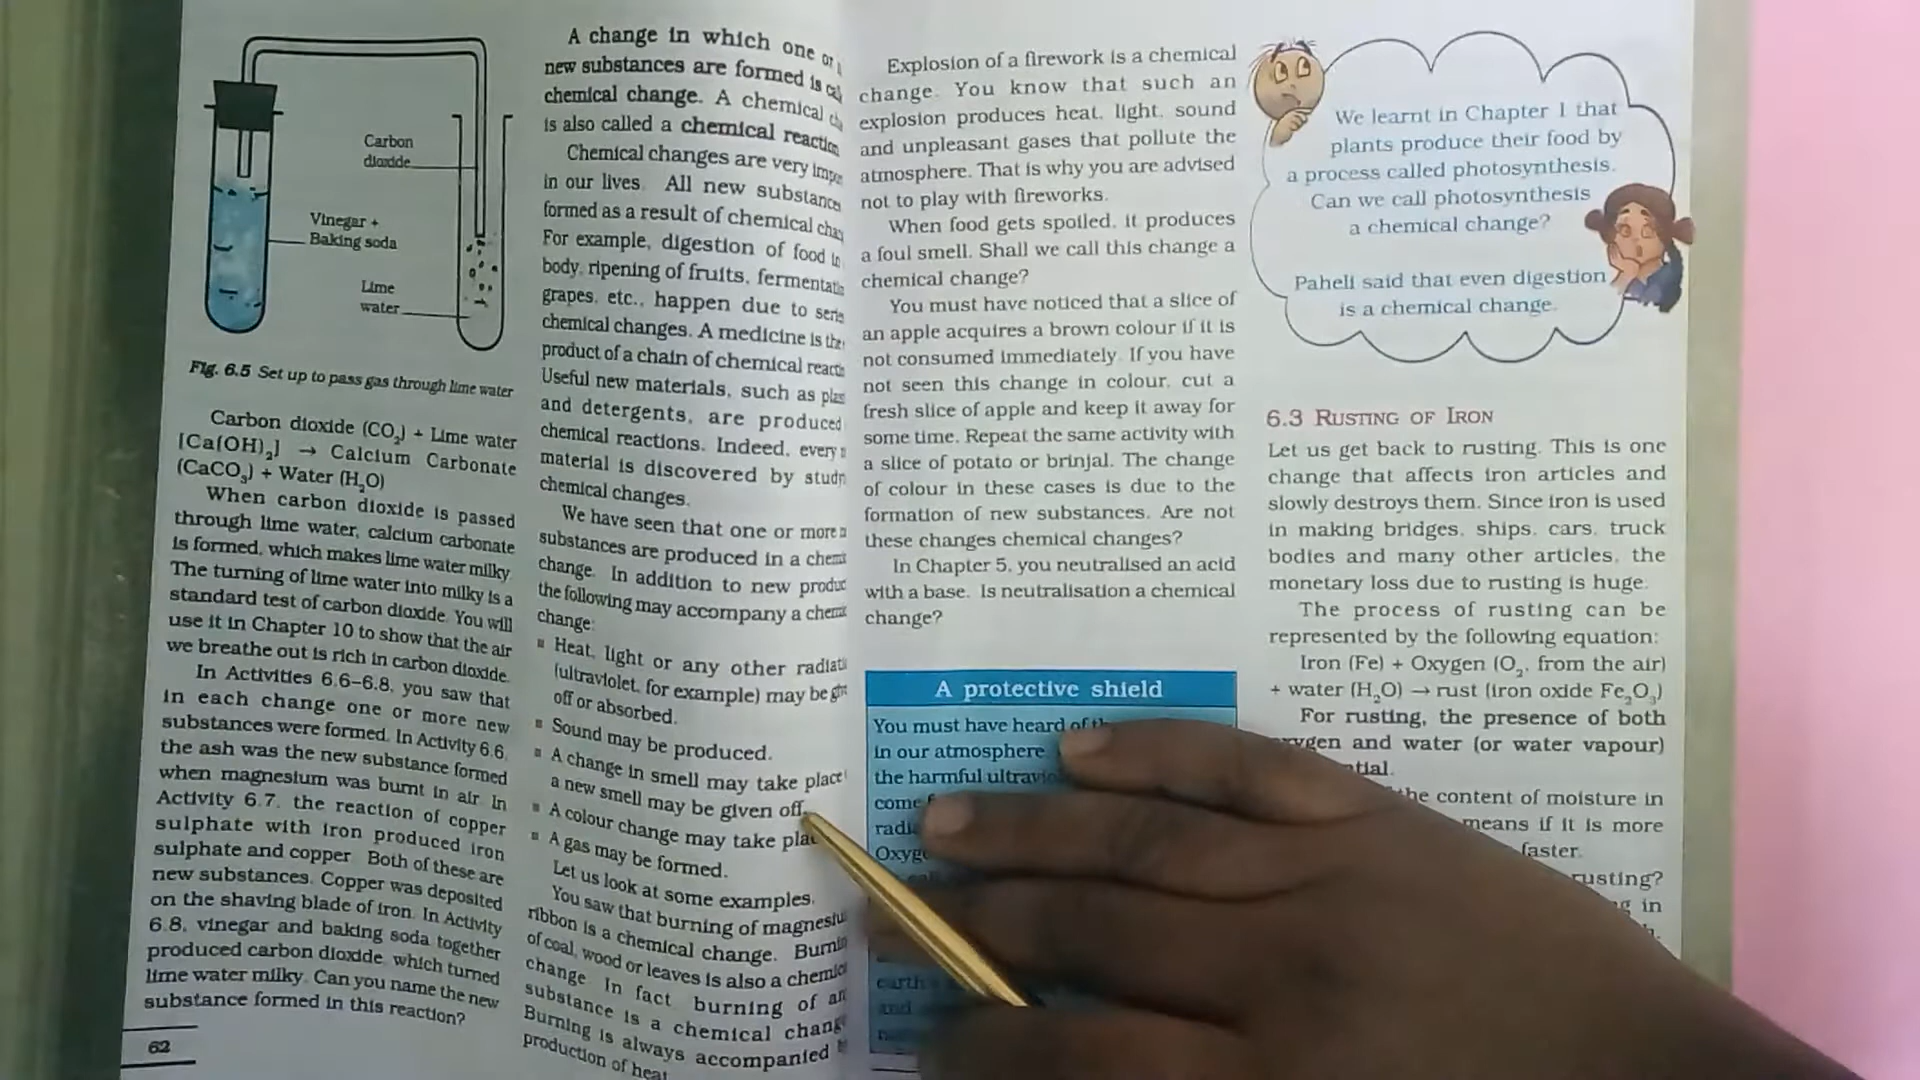 Carbon
dioxide
Vinegar +
Baking soda
Lime
water
Fig. 6.5 Set up to pass gas through lime water
Carbon dioxide (CO₂) + Lime water
[Ca(OH)₂] → Calcium Carbonate
(CaCO₃) + Water (H₂O)
When carbon dioxide is passed
through lime water, calcium carbonate
is formed, which makes lime water milky.
The turning of lime water into milky is a
standard test of carbon dioxide. You will
use it in Chapter 10 to show that the air
we breathe out is rich in carbon dioxide.
In Activities 6.6–6.8, you saw that
in each change one or more new
substances were formed. In Activity 6.6,
the ash was the new substance formed
when magnesium was burnt in air. In
Activity 6.7, the reaction of copper
sulphate with iron produced iron
sulphate and copper. Both of these are
new substances. Copper was deposited
on the shaving blade of iron. In Activity
6.8, vinegar and baking soda together
produced carbon dioxide, which turned
lime water milky. Can you name the new
substance formed in this reaction?
62
A change in which one or
new substances are formed is
chemical change. A chemical
is also called a chemical reaction
Chemical changes are very
in our lives. All new substances
formed as a result of chemical
For example, digestion of food in
body, ripening of fruits,
grapes, etc., happen due to
chemical changes. A medicine is the
product of a chain of chemical
Useful new materials, such as
and detergents, are produced
chemical reactions. Indeed, every
material is discovered by
chemical changes.
We have seen that one or more
substances are produced in a
change. In addition to new
the following may accompany a
change:
▪ Heat, light or any other
(ultraviolet, for example) may be
off or absorbed.
▪ Sound may be produced.
▪ A change in smell may take place
a new smell may be given off.
▪ A colour change may take
▪ A gas may be formed.
Let us look at some examples.
You saw that burning of
ribbon is a chemical change.
of coal, wood or leaves is also a
change. In fact, burning of
substance is a chemical
Burning is always accompanied
production of heat.
Explosion of a firework is a chemical
change. You know that such an
explosion produces heat, light, sound
and unpleasant gases that pollute the
atmosphere. That is why you are advised
not to play with fireworks.
When food gets spoiled, it produces
a foul smell. Shall we call this change a
chemical change?
You must have noticed that a slice of
an apple acquires a brown colour if it is
not consumed immediately. If you have
not seen this change in colour, cut a
fresh slice of apple and keep it away for
some time. Repeat the same activity with
a slice of potato or brinjal. The change
of colour in these cases is due to the
formation of new substances. Are not
these changes chemical changes?
In Chapter 5, you neutralised an acid
with a base. Is neutralisation a chemical
change?
A protective shield
You must have heard of
in our atmosphere
the harmful
come
and
We learnt in Chapter 1 that
plants produce their food by
a process called photosynthesis.
Can we call photosynthesis
a chemical change?
Paheli said that even digestion
is a chemical change.
6.3 RUSTING OF IRON
Let us get back to rusting. This is one
change that affects iron articles and
slowly destroys them. Since iron is used
in making bridges, ships, cars, truck
bodies and many other articles, the
monetary loss due to rusting is huge.
The process of rusting can be
represented by the following equation:
Iron (Fe) + Oxygen (O₂, from the air)
+ water (H₂O) → rust (iron oxide Fe₂O₃)
For rusting, the presence of both
and water (or water vapour)
the content of moisture in
means if it is more
faster.
rusting?
in